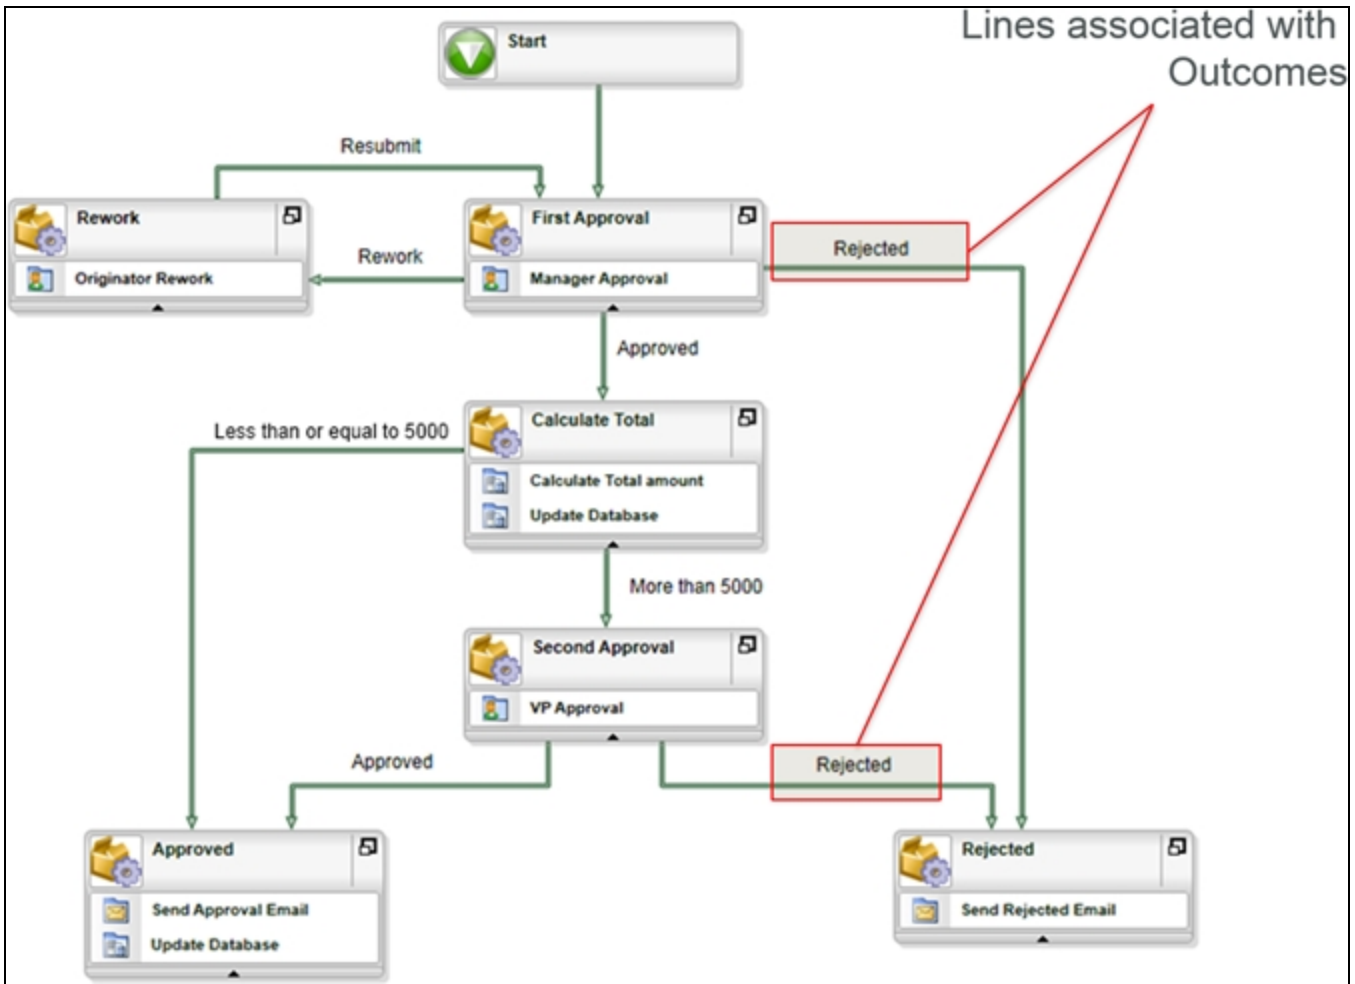 Lines associated with
Outcomes
Start
Resubmit
Rework
Originator Rework
Rework
First Approval
Manager Approval
Rejected
Approved
Less than or equal to 5000
Calculate Total
Calculate Total amount
Update Database
More than 5000
Second Approval
VP Approval
Approved
Rejected
Approved
Send Approval Email
Update Database
Rejected
Send Rejected Email